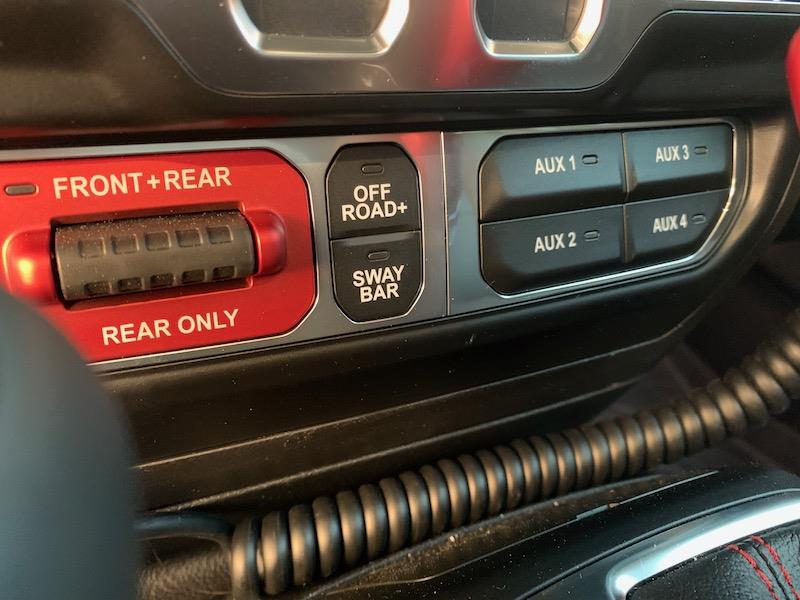 FRONT+REAR
REAR ONLY
OFF
ROAD+
SWAY
BAR
AUX 1
AUX 3
AUX 2
AUX 4